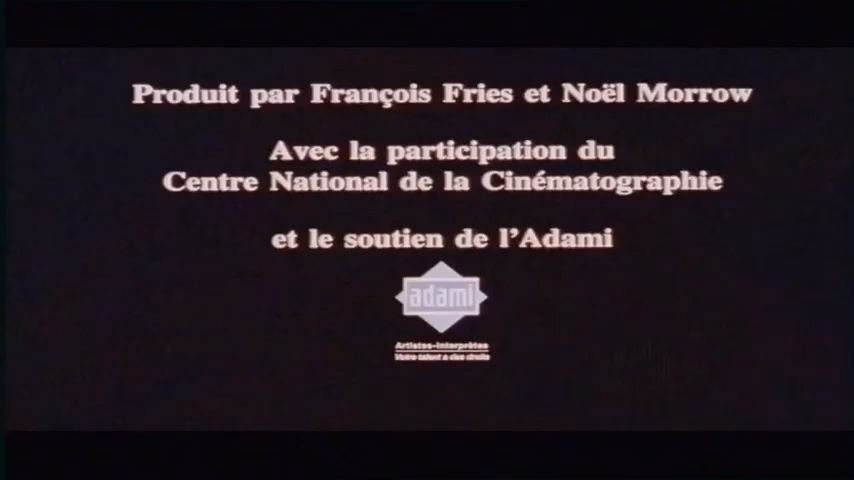 Produit par François Fries et Noël Morrow
Avec la participation du
Centre National de la Cinématographie
et le soutien de l'Adami
adami
Artistes-Interprètes
Votre talent a des droits